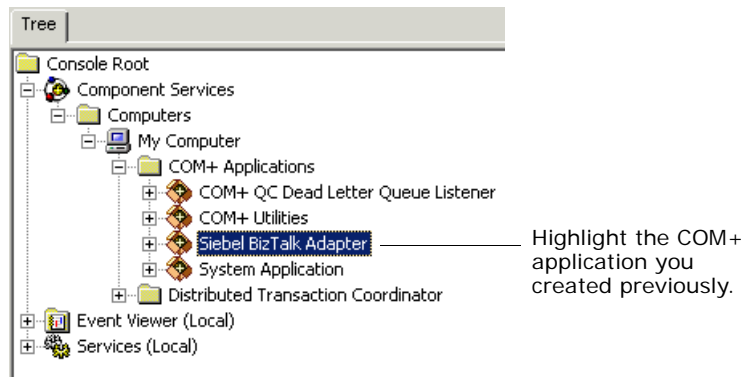 Tree
Console Root
Component Services
Computers
My Computer
COM+ Applications
COM+ QC Dead Letter Queue Listener
COM+ Utilities
Siebel BizTalk Adapter
System Application
Distributed Transaction Coordinator
Event Viewer (Local)
Services (Local)
Highlight the COM+
application you
created previously.